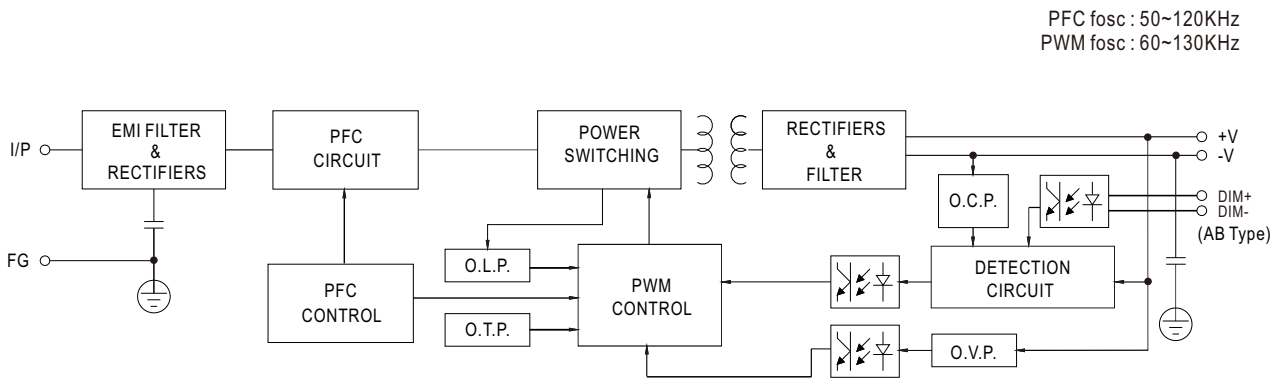 PFC fosc : 50~120KHz
PWM fosc : 60~130KHz
I/P
EMI FILTER
&
RECTIFIERS
PFC
CIRCUIT
POWER
SWITCHING
RECTIFIERS
&
FILTER
+V
-V
O.C.P.
DIM+
DIM-
(AB Type)
FG
O.L.P.
PFC
CONTROL
PWM
CONTROL
DETECTION
CIRCUIT
O.T.P.
O.V.P.